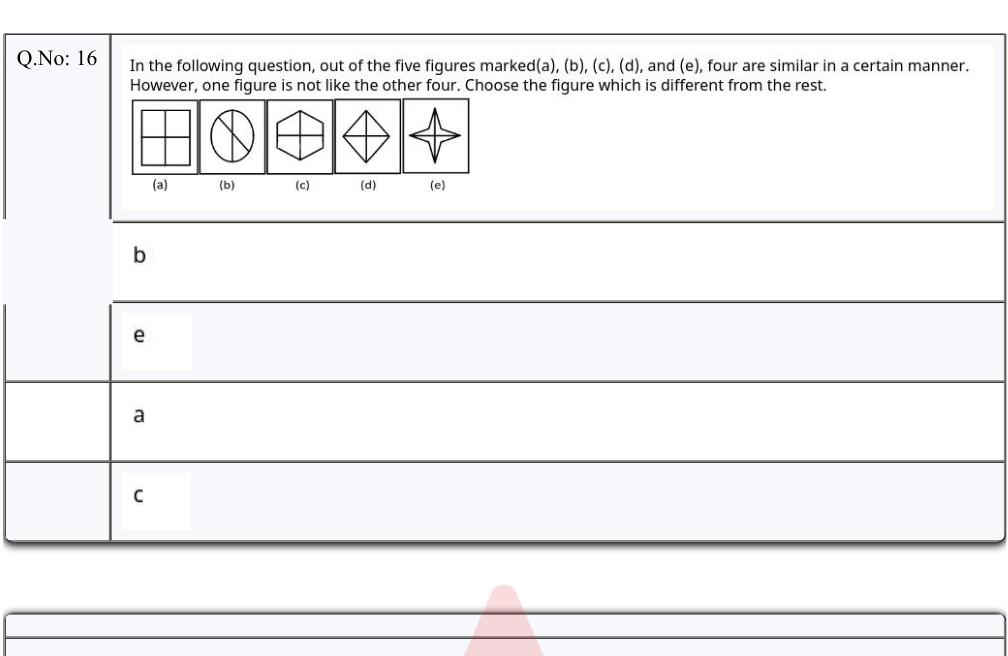 Q.No: 16
In the following question, out of the five figures marked(a), (b), (c), (d), and (e), four are similar in a certain manner.
However, one figure is not like the other four. Choose the figure which is different from the rest.
(a) (b) (c) (d) (e)
b
e
a
c